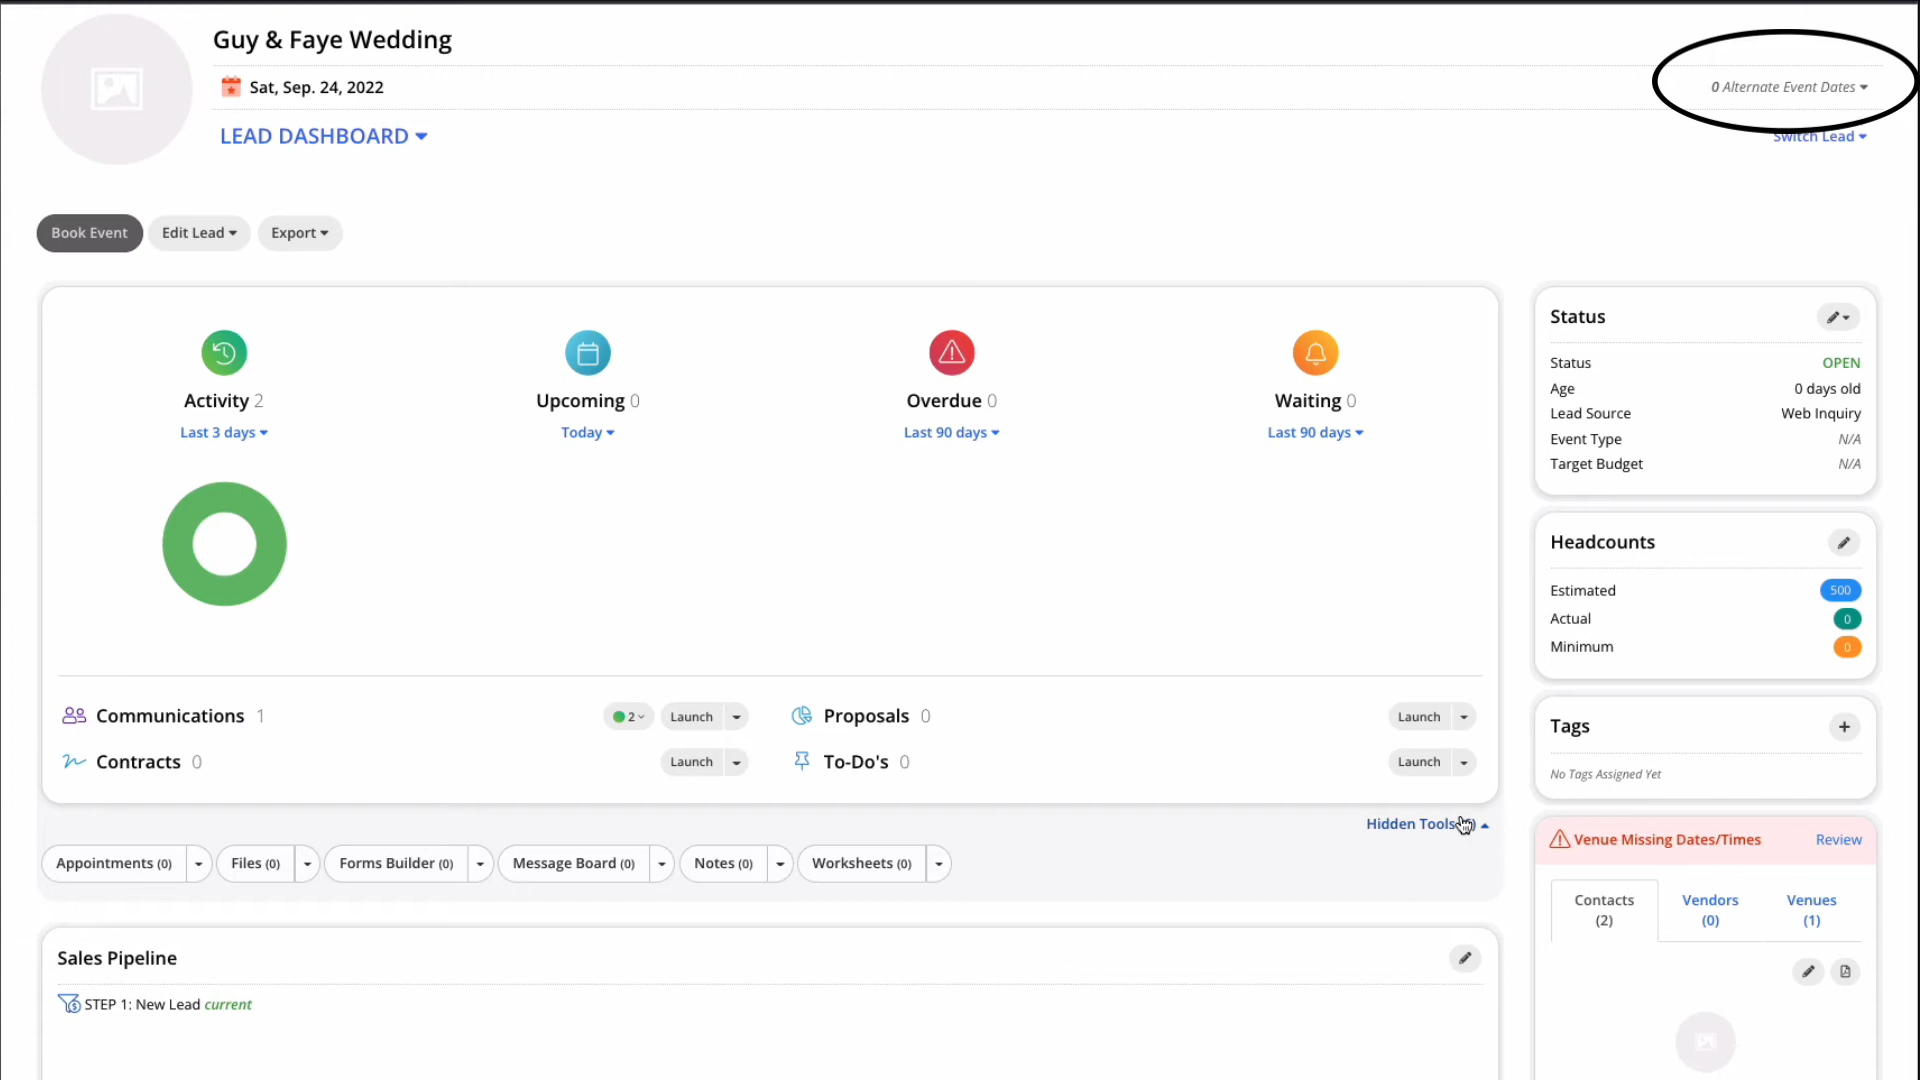 Guy & Faye Wedding
Sat, Sep. 24, 2022
0 Alternate Event Dates
LEAD DASHBOARD
Switch Lead
Book Event
Edit Lead
Export
Activity 2
Upcoming 0
Overdue 0
Waiting 0
Last 3 days
Today
Last 90 days
Last 90 days
Communications 1
2
Launch
Proposals 0
Launch
Contracts 0
Launch
To-Do's 0
Launch
Hidden Tools
Appointments (0)
Files (0)
Forms Builder (0)
Message Board (0)
Notes (0)
Worksheets (0)
Sales Pipeline
STEP 1: New Lead current
Status
Status OPEN
Age 0 days old
Lead Source Web Inquiry
Event Type N/A
Target Budget N/A
Headcounts
Estimated 500
Actual 0
Minimum 0
Tags
No Tags Assigned Yet
Venue Missing Dates/Times Review
Contacts
(2)
Vendors
(0)
Venues
(1)